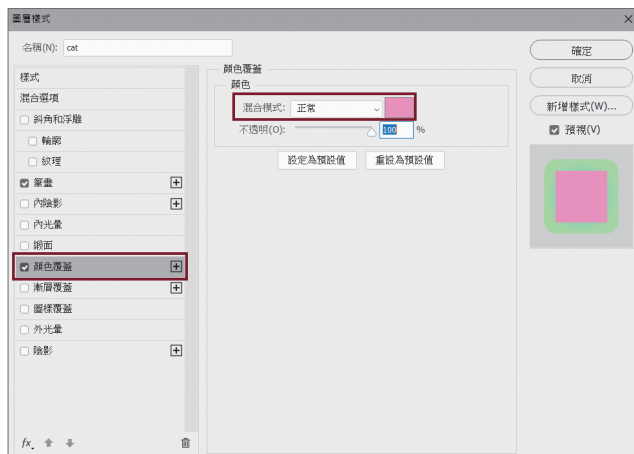 圖層樣式
名稱(N): cat
樣式
混合選項
斜角和浮雕
輪廓
紋理
筆畫
內陰影
內光暈
緞面
顏色覆蓋
漸層覆蓋
圖樣覆蓋
外光暈
陰影
fx
顏色覆蓋
顏色
混合模式: 正常
不透明(O): 100 %
設定為預設值 重設為預設值
確定
取消
新增樣式(W)...
預視(V)